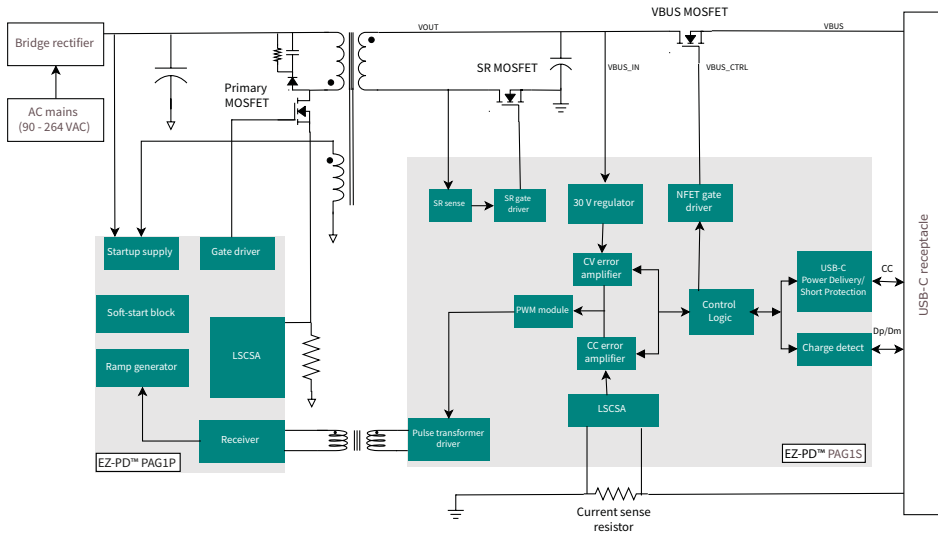 VBUS MOSFET
Bridge rectifier
VOUT
VBUS
SR MOSFET
VBUS_IN
VBUS_CTRL
Primary
MOSFET
AC mains
(90 - 264 VAC)
SR sense
SR gate
driver
30 V regulator
NFET gate
driver
Startup supply
Gate driver
CV error
amplifier
USB-C
Power Delivery/
Short Protection
CC
USB-C receptacle
Soft-start block
PWM module
Control
Logic
Dp/Dm
LSCSA
CC error
amplifier
Charge detect
Ramp generator
LSCSA
Receiver
Pulse transformer
driver
EZ-PD™ PAG1P
EZ-PD™ PAG1S
Current sense
resistor